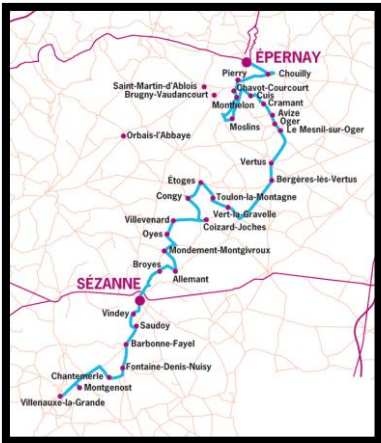 ÉPERNAY
Pierry
Chouilly
Saint-Martin-d'Ablois
Chavot-Courcourt
Brugny-Vaudancourt
Cuis
Monthelon
Cramant
Avize
Moslins
Oger
Le Mesnil-sur-Oger
Orbais-l'Abbaye
Vertus
Étoges
Bergères-lès-Vertus
Congy
Toulon-la-Montagne
Vert-la-Gravelle
Villevenard
Coizard-Joches
Oyes
Mondement-Montgivroux
Broyes
Allemant
SÉZANNE
Vindey
Saudoy
Barbonne-Fayel
Fontaine-Denis-Nuisy
Chantemerle
Montgenost
Villenauxe-la-Grande